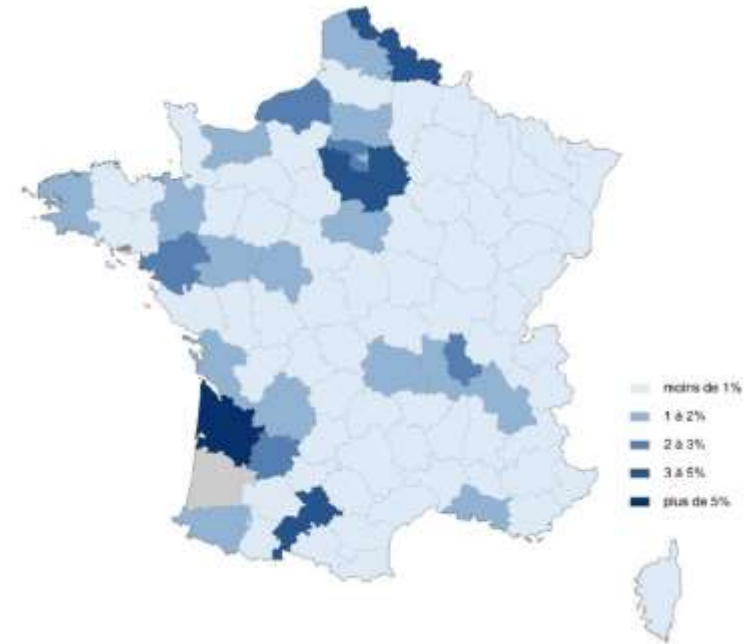 moins de 1%
1 à 2%
2 à 3%
3 à 5%
plus de 5%